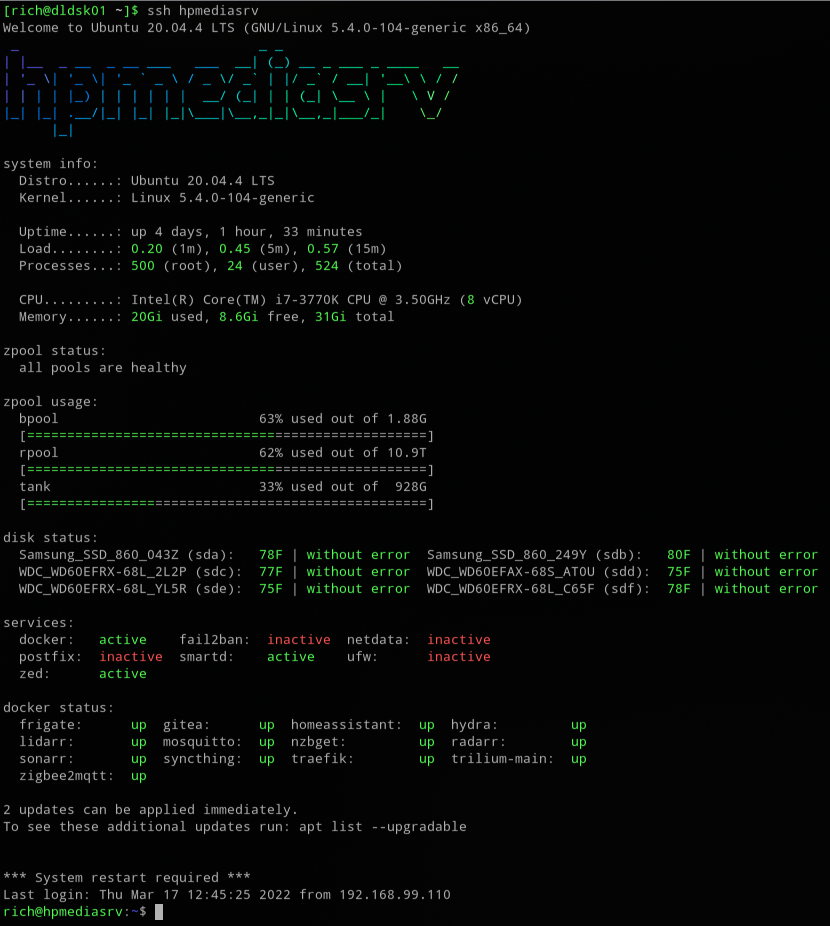 [rich@dldsk01 ~]$ ssh hpmediasrv
Welcome to Ubuntu 20.04.4 LTS (GNU/Linux 5.4.0-104-generic x86_64)
hpmediasrv
system info:
Distro......: Ubuntu 20.04.4 LTS
Kernel......: Linux 5.4.0-104-generic
Uptime......: up 4 days, 1 hour, 33 minutes
Load........: 0.20 (1m), 0.45 (5m), 0.57 (15m)
Processes...: 500 (root), 24 (user), 524 (total)
CPU.........: Intel(R) Core(TM) i7-3770K CPU @ 3.50GHz (8 vCPU)
Memory......: 20Gi used, 8.6Gi free, 31Gi total
zpool status:
all pools are healthy
zpool usage:
bpool 63% used out of 1.88G
[==================================================]
rpool 62% used out of 10.9T
[==================================================]
tank 33% used out of 928G
[==================================================]
disk status:
Samsung_SSD_860_043Z (sda): 78F | without error Samsung_SSD_860_249Y (sdb): 80F | without error
WDC_WD60EFRX-68L_2L2P (sdc): 77F | without error WDC_WD60EFAX-68S_AT0U (sdd): 75F | without error
WDC_WD60EFRX-68L_YL5R (sde): 75F | without error WDC_WD60EFRX-68L_C65F (sdf): 78F | without error
services:
docker: active fail2ban: inactive netdata: inactive
postfix: inactive smartd: active ufw: inactive
zed: active
docker status:
frigate: up gitea: up homeassistant: up hydra: up
lidarr: up mosquitto: up nzbget: up radarr: up
sonarr: up syncthing: up traefik: up trilium-main: up
zigbee2mqtt: up
2 updates can be applied immediately.
To see these additional updates run: apt list --upgradable
*** System restart required ***
Last login: Thu Mar 17 12:45:25 2022 from 192.168.99.110
rich@hpmediasrv:~$